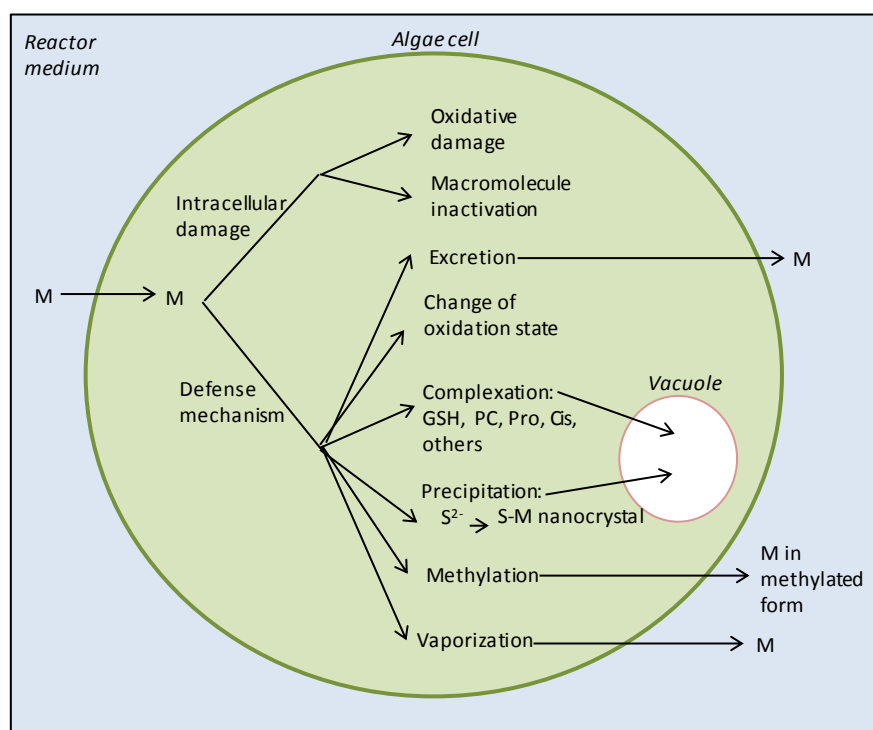 Reactor
medium
Algae cell
Oxidative
damage
Macromolecule
inactivation
Intracellular
damage
Excretion
M
M
M
Change of
oxidation state
Defense
mechanism
Complexation:
GSH, PC, Pro, Cis,
others
Vacuole
Precipitation:
S²⁻ S-M nanocrystal
Methylation
M in
methylated
form
Vaporization
M